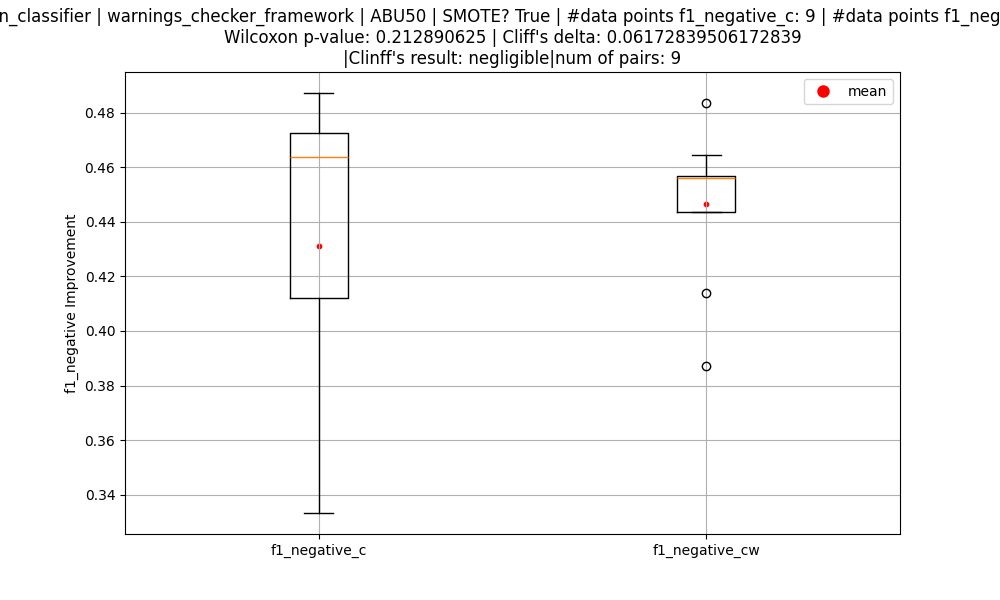 n_classifier | warnings_checker_framework | ABU50 | SMOTE? True | #data points f1_negative_c: 9 | #data points f1_neg
Wilcoxon p-value: 0.212890625 | Cliff's delta: 0.06172839506172839
|Clinff's result: negligible|num of pairs: 9
mean
0.48
0.46
0.44
0.42
0.40
0.38
0.36
0.34
f1_negative Improvement
f1_negative_c
f1_negative_cw